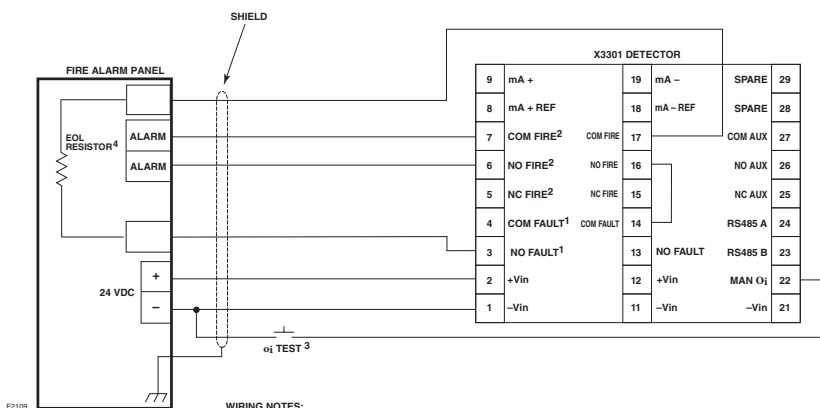 SHIELD
X3301 DETECTOR
FIRE ALARM PANEL
9 mA + 19 mA – SPARE 29
8 mA + REF 18 mA – REF SPARE 28
EOL
RESISTOR4
ALARM
7 COM FIRE2 COM FIRE 17 COM AUX 27
ALARM
6 NO FIRE2 NO FIRE 16 NO AUX 26
5 NC FIRE2 NC FIRE 15 NC AUX 25
4 COM FAULT1 COM FAULT 14 RS485 A 24
3 NO FAULT1 13 NO FAULT RS485 B 23
24 VDC
+
–
2 +Vin 12 +Vin MAN Oi 22
1 –Vin 11 –Vin –Vin 21
oi TEST 3
E2109
WIRING NOTES: